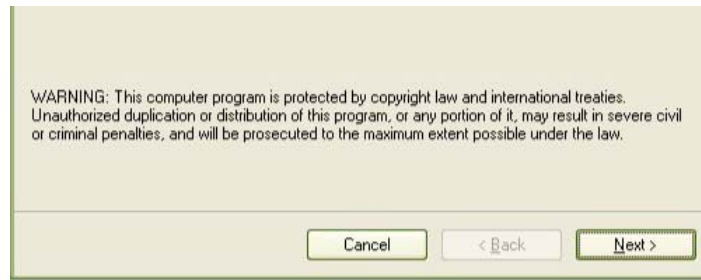 WARNING: This computer program is protected by copyright law and international treaties.
Unauthorized duplication or distribution of this program, or any portion of it, may result in severe civil
or criminal penalties, and will be prosecuted to the maximum extent possible under the law.
Cancel < Back Next >